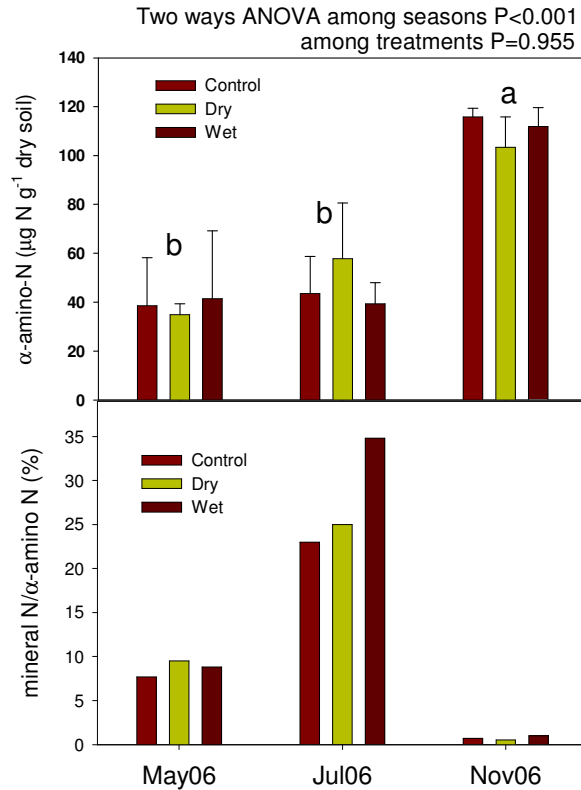 Two ways ANOVA among seasons P<0.001
among treatments P=0.955
α-amino-N (μg N g⁻¹ dry soil)
140
120
100
80
60
40
20
0
Control
Dry
Wet
b
b
a
mineral N/α-amino N (%)
35
30
25
20
15
10
5
0
Control
Dry
Wet
May06 Jul06 Nov06